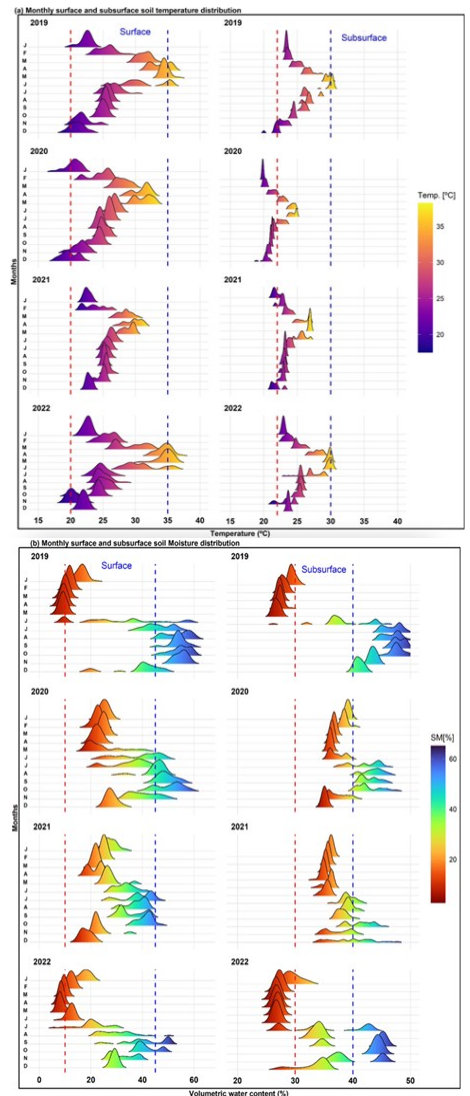 (a) Monthly surface and subsurface soil temperature distribution
2019
Surface
Subsurface
J
F
M
A
M
J
J
A
S
O
N
D
2020
2020
J
F
M
A
M
J
J
A
S
O
N
D
Temp. [ºC]
35
30
25
20
Months
2021
2021
J
F
M
A
M
J
J
A
S
O
N
D
2022
2022
J
F
M
A
M
J
J
A
S
O
N
D
15 20 25 30 35 40 15 20 25 30 35 40
Temperature (ºC)
(b) Monthly surface and subsurface soil Moisture distribution
2019
2019
Surface
Subsurface
J
F
M
A
M
J
J
A
S
O
N
D
2020
2020
J
F
M
A
M
J
J
A
S
O
N
D
SM[%]
60
40
20
Months
2021
2021
J
F
M
A
M
J
J
A
S
O
N
D
2022
2022
J
F
M
A
M
J
J
A
S
O
N
D
0 20 40 60 20 30 40 50
Volumetric water content (%)